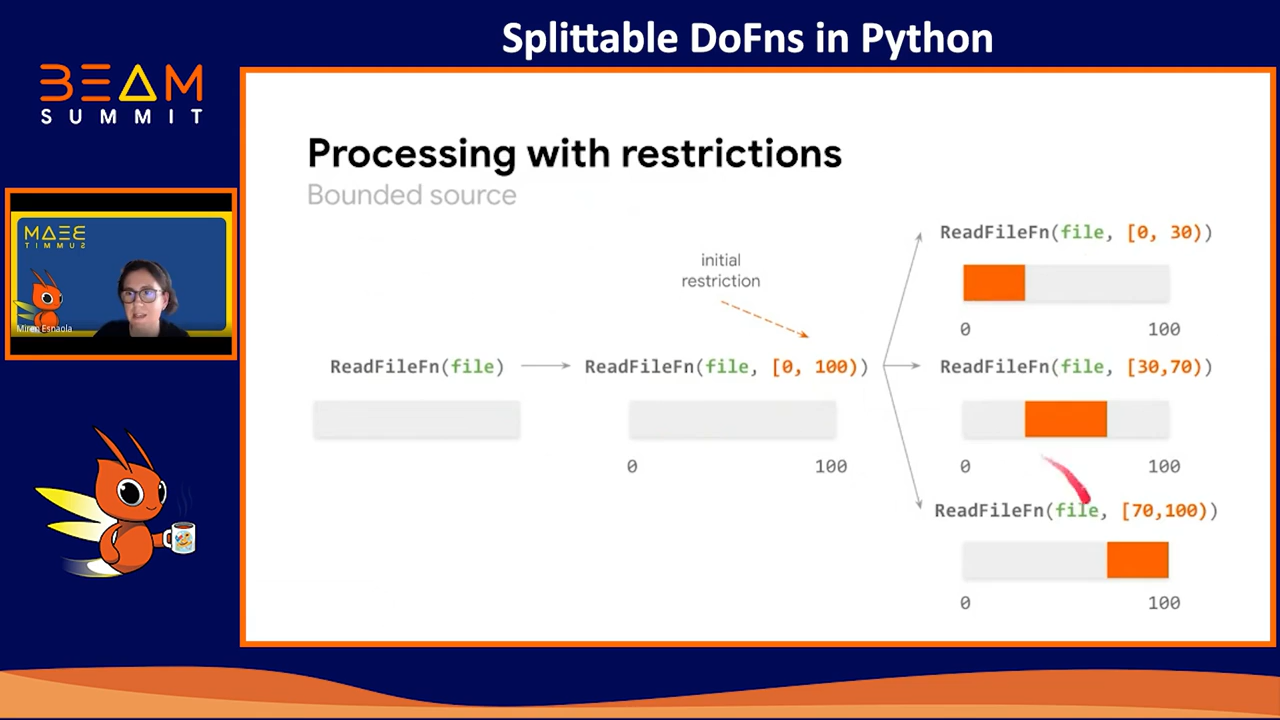 Splittable DoFns in Python
BEAM
SUMMIT
Processing with restrictions
Bounded source
ReadFileFn(file, [0, 30))
initial
restriction
0 100
Miren Esnaola
ReadFileFn(file)
ReadFileFn(file, [0, 100))
ReadFileFn(file, [30,70))
0 100
0 100
ReadFileFn(file, [70,100))
0 100